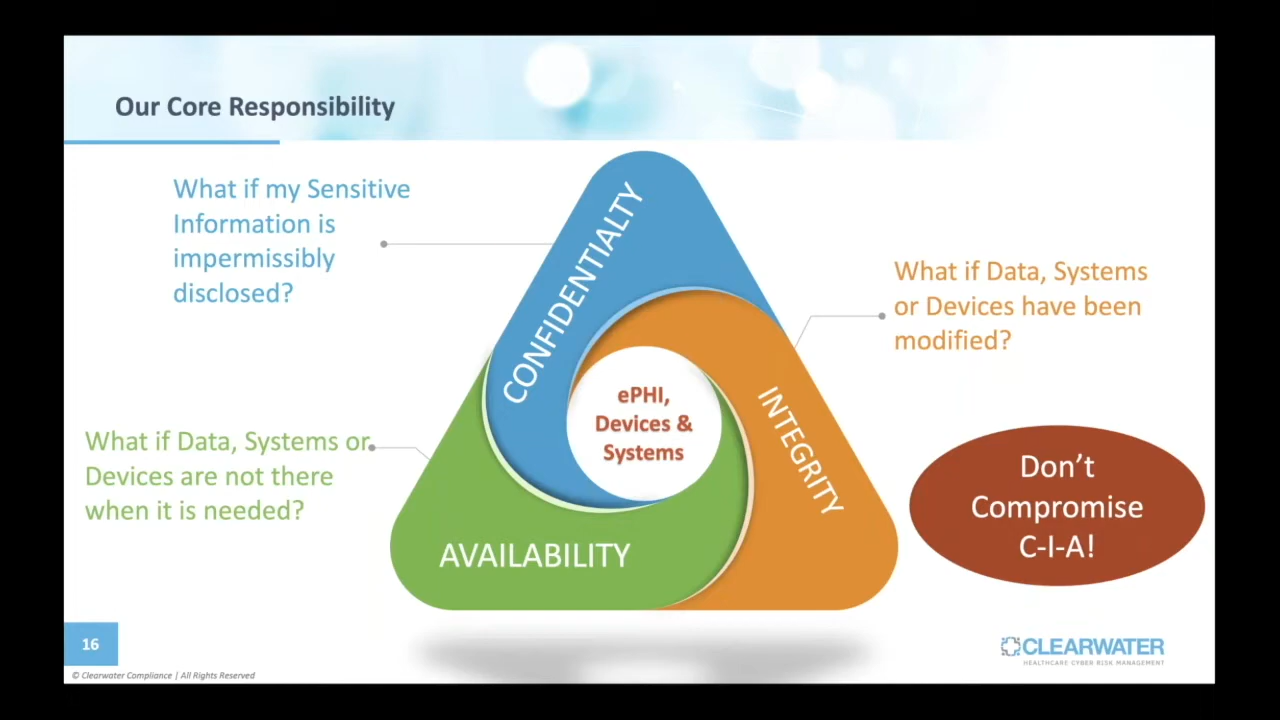 Our Core Responsibility
What if my Sensitive
Information is
impermissibly
disclosed?
CONFIDENTIALTY
What if Data, Systems
or Devices have been
modified?
INTEGRITY
ePHI,
Devices &
Systems
What if Data, Systems or
Devices are not there
when it is needed?
AVAILABILITY
Don’t
Compromise
C-I-A!
16
CLEARWATER
HEALTHCARE CYBER RISK MANAGEMENT
© Clearwater Compliance | All Rights Reserved